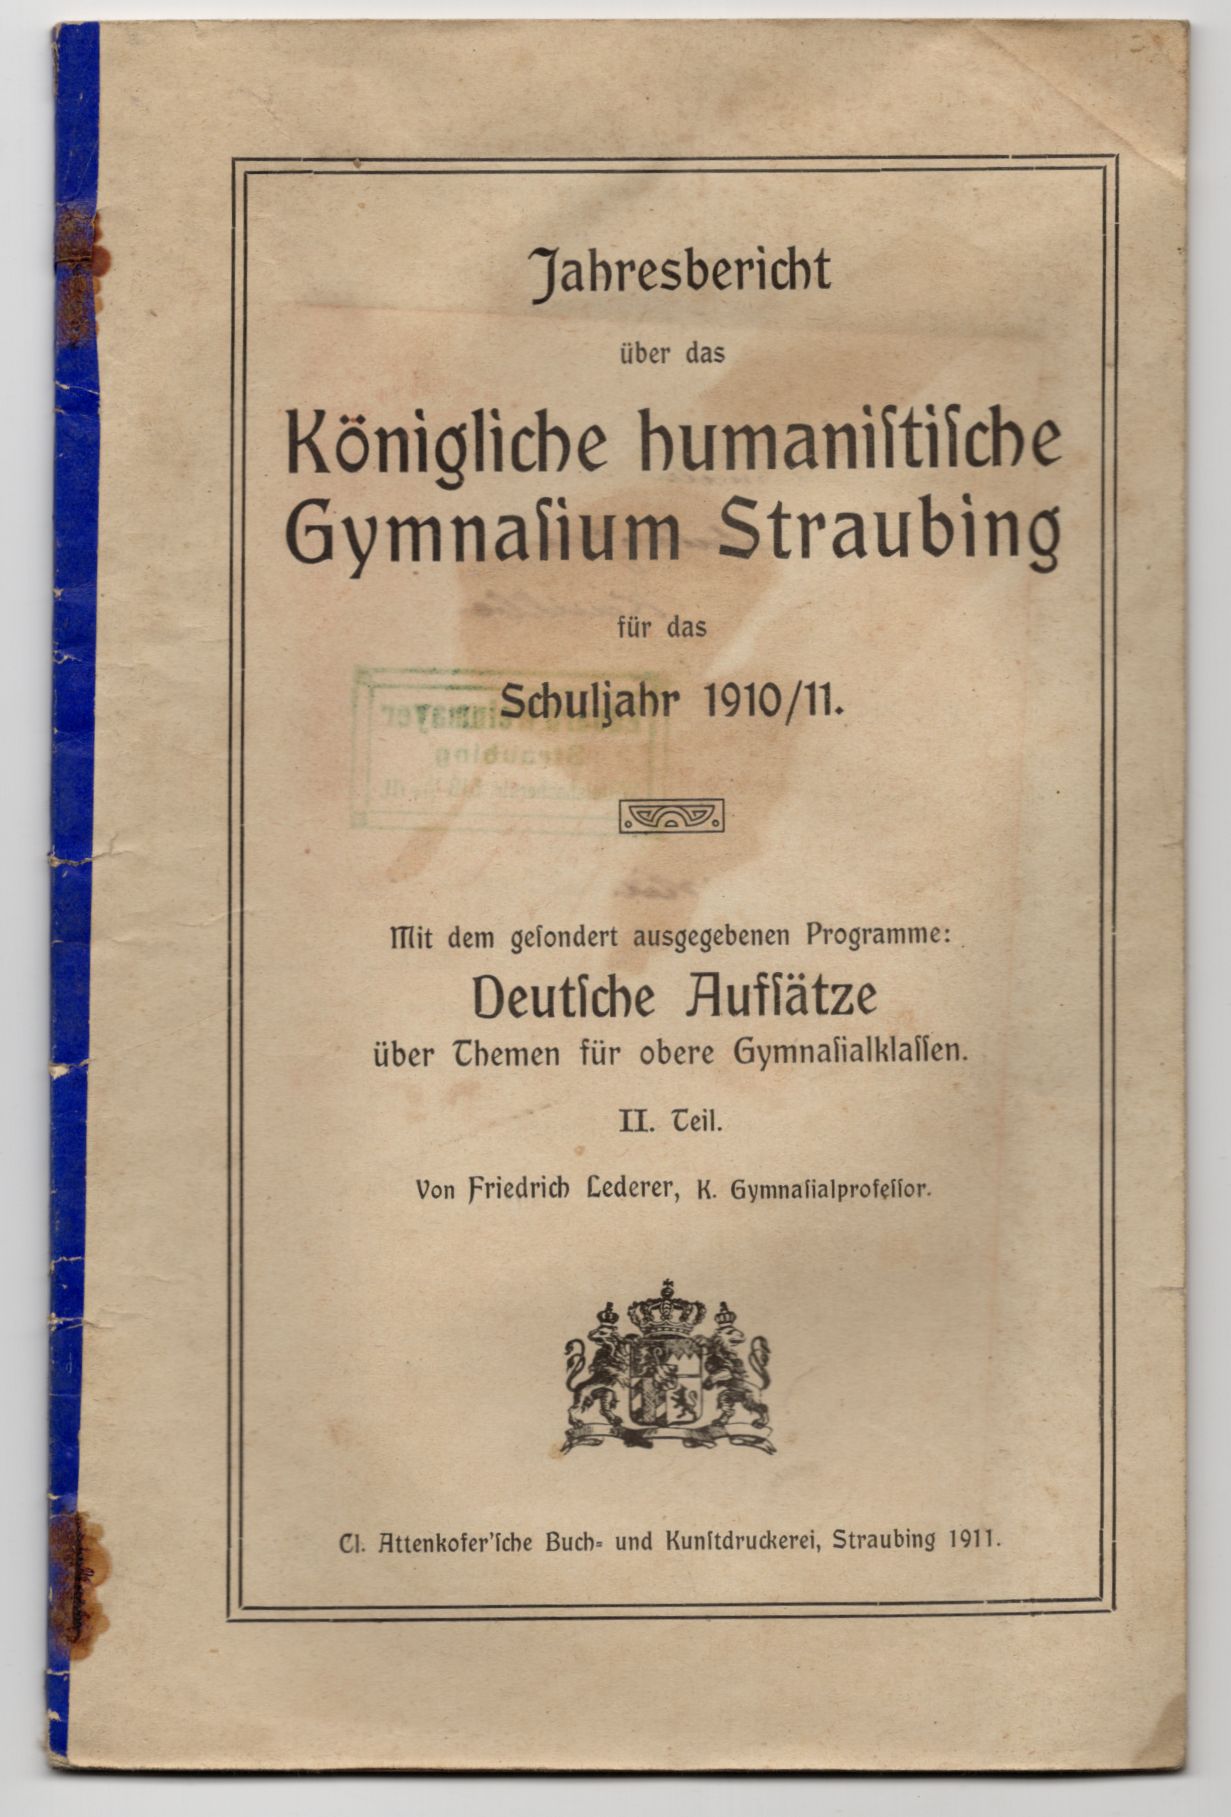 Jahresbericht
über das
Königliche humaniſtiſche
Gymnaſium Straubing
für das
Schuljahr 1910/11.
Mit dem geſondert ausgegebenen Programme:
Deutſche Aufſätze
über Themen für obere Gymnaſialklaſſen.
II. Teil.
Von Friedrich Lederer, K. Gymnaſialprofeſſor.
Cl. Attenkofer'ſche Buch- und Kunſtdruckerei, Straubing 1911.
Straubing